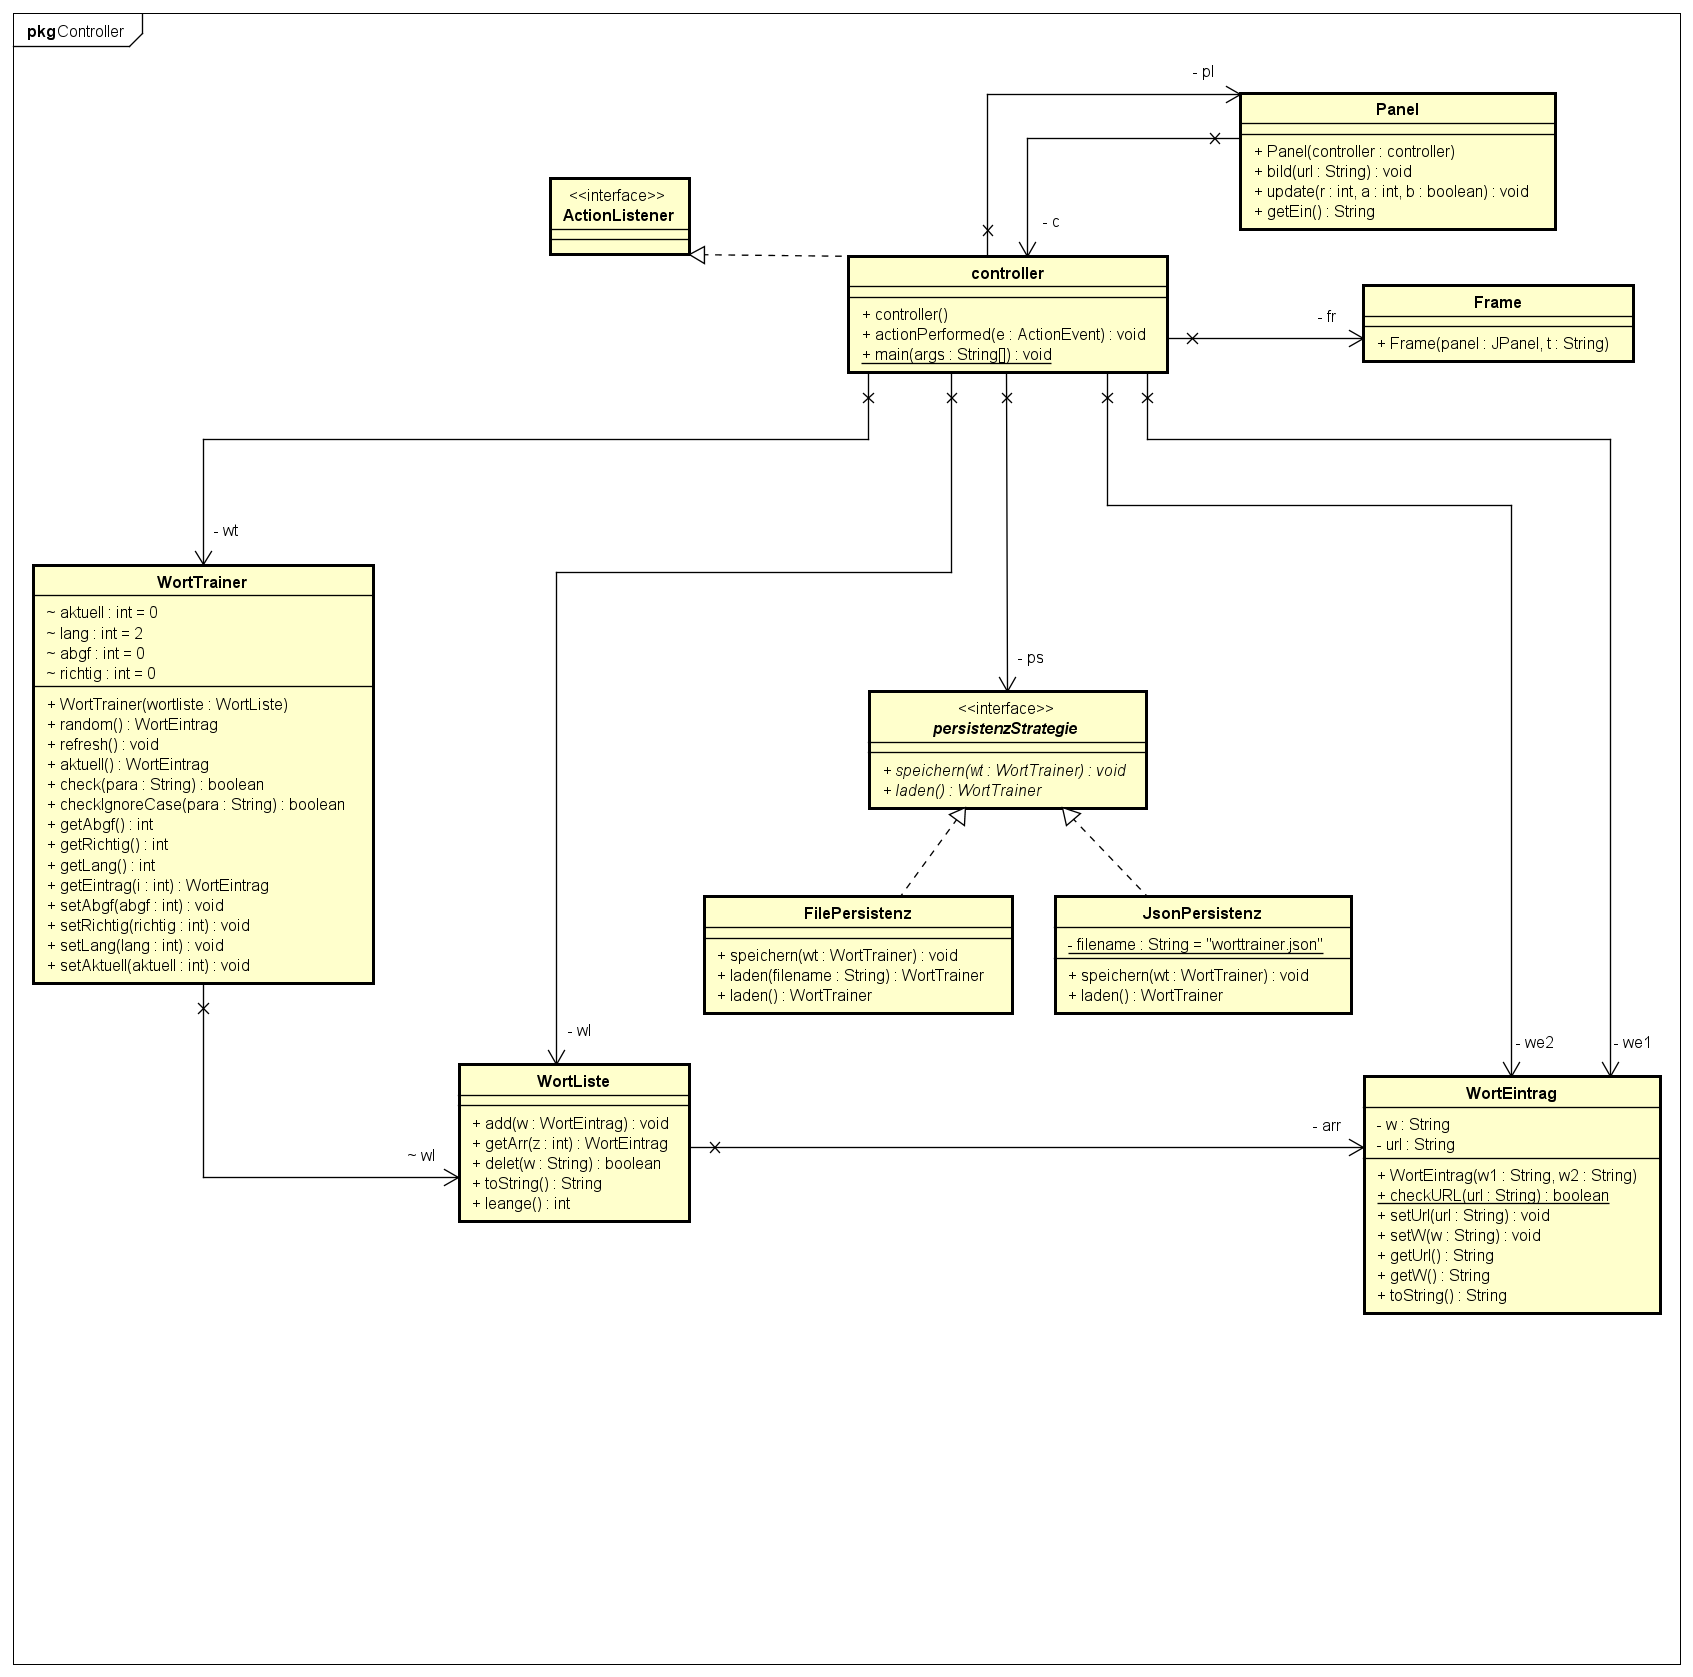 pkg Controller
- pl
Panel
+ Panel(controller : controller)
+ bild(url : String) : void
+ update(r : int, a : int, b : boolean) : void
+ getEin() : String
<<interface>>
ActionListener
- c
controller
+ controller()
+ actionPerformed(e : ActionEvent) : void
+ main(args : String[]) : void
- fr
Frame
+ Frame(panel : JPanel, t : String)
- wt
WortTrainer
~ aktuell : int = 0
~ lang : int = 2
~ abgf : int = 0
~ richtig : int = 0
+ WortTrainer(wortliste : WortListe)
+ random() : WortEintrag
+ refresh() : void
+ aktuell() : WortEintrag
+ check(para : String) : boolean
+ checkIgnoreCase(para : String) : boolean
+ getAbgf() : int
+ getRichtig() : int
+ getLang() : int
+ getEintrag(i : int) : WortEintrag
+ setAbgf(abgf : int) : void
+ setRichtig(richtig : int) : void
+ setLang(lang : int) : void
+ setAktuell(aktuell : int) : void
- ps
<<interface>>
persistenzStrategie
+ speichern(wt : WortTrainer) : void
+ laden() : WortTrainer
FilePersistenz
+ speichern(wt : WortTrainer) : void
+ laden(filename : String) : WortTrainer
+ laden() : WortTrainer
JsonPersistenz
- filename : String = "worttrainer.json"
+ speichern(wt : WortTrainer) : void
+ laden() : WortTrainer
- wl
~ wl
WortListe
+ add(w : WortEintrag) : void
+ getArr(z : int) : WortEintrag
+ delet(w : String) : boolean
+ toString() : String
+ leange() : int
- arr
- we2
- we1
WortEintrag
- w : String
- url : String
+ WortEintrag(w1 : String, w2 : String)
+ checkURL(url : String) : boolean
+ setUrl(url : String) : void
+ setW(w : String) : void
+ getUrl() : String
+ getW() : String
+ toString() : String